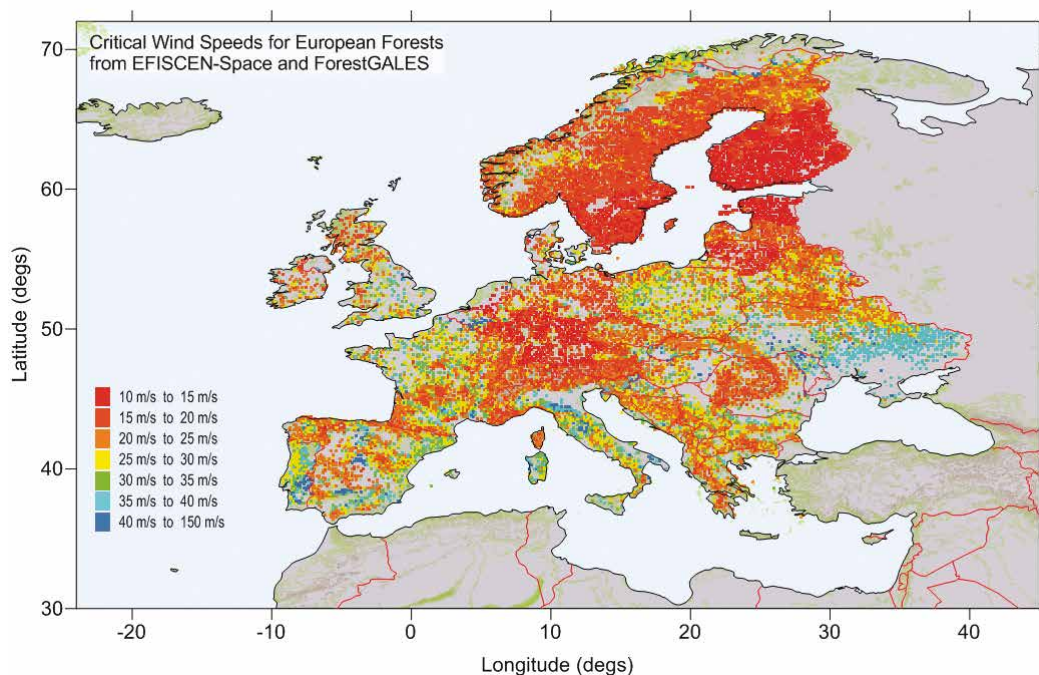 Critical Wind Speeds for European Forests
from EFISCEN-Space and ForestGALES
70
60
50
40
30
Latitude (degs)
10 m/s to 15 m/s
15 m/s to 20 m/s
20 m/s to 25 m/s
25 m/s to 30 m/s
30 m/s to 35 m/s
35 m/s to 40 m/s
40 m/s to 150 m/s
-20 -10 0 10 20 30 40
Longitude (degs)